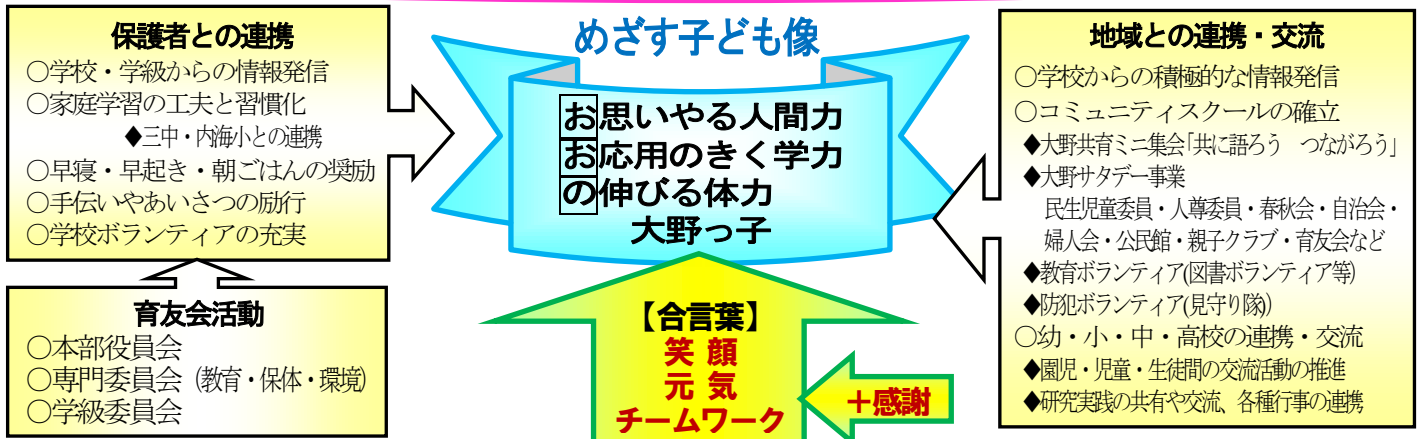 保護者との連携
○学校・学級からの情報発信
○家庭学習の工夫と習慣化
◆三中・内海小との連携
○早寝・早起き・朝ごはんの奨励
○手伝いやあいさつの励行
○学校ボランティアの充実
育友会活動
○本部役員会
○専門委員会（教育・保体・環境）
○学級委員会
めざす子ども像
お思いやる人間力
お応用のきく学力
の伸びる体力
大野っ子
【合言葉】
笑 顔
元 気
チームワーク
＋感謝
地域との連携・交流
○学校からの積極的な情報発信
○コミュニティスクールの確立
◆大野共育ミニ集会「共に語ろう　つながろう」
◆大野サタデー事業
民生児童委員・人尊委員・春秋会・自治会・
婦人会・公民館・親子クラブ・育友会など
◆教育ボランティア(図書ボランティア等)
◆防犯ボランティア(見守り隊)
○幼・小・中・高校の連携・交流
◆園児・児童・生徒間の交流活動の推進
◆研究実践の共有や交流、各種行事の連携